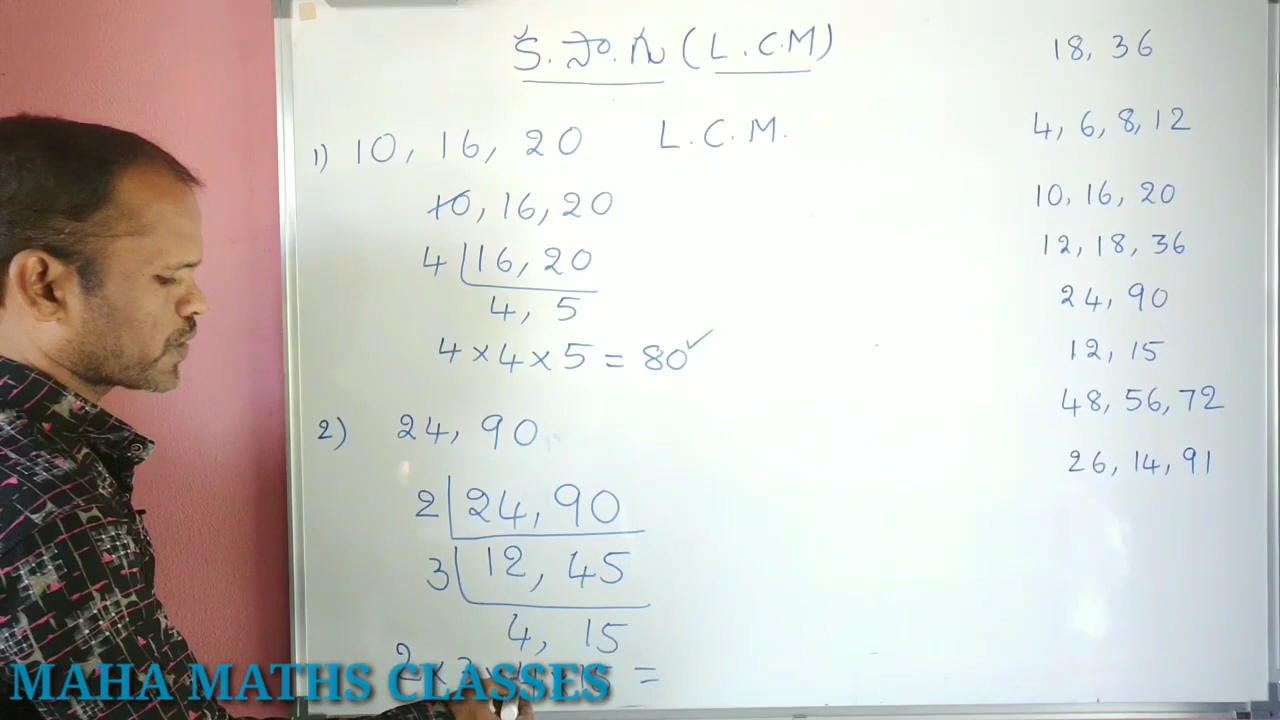 క.సా.గు (L.C.M)
1) 10, 16, 20 L.C.M.
10, 16, 20
4 16, 20
4, 5
4 × 4 × 5 = 80 ✓
2) 24, 90
2 24, 90
3 12, 45
4, 15
2 × 3 =
18, 36
4, 6, 8, 12
10, 16, 20
12, 18, 36
24, 90
12, 15
48, 56, 72
26, 14, 91
MAHA MATHS CLASSES